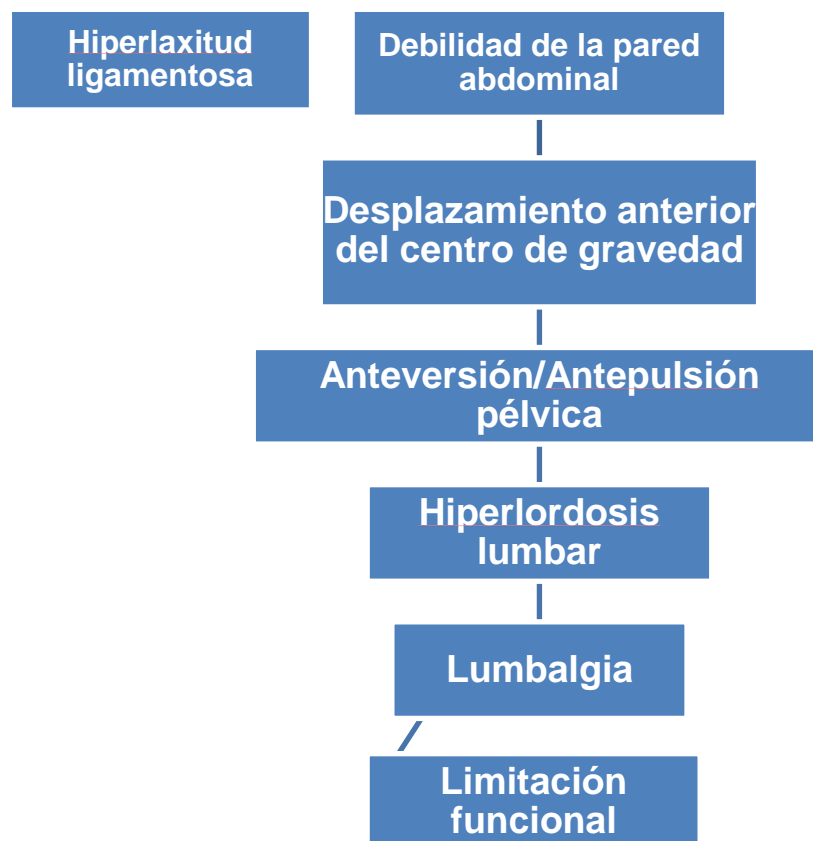 Hiperlaxitud
ligamentosa
Debilidad de la pared
abdominal
Desplazamiento anterior
del centro de gravedad
Anteversión/Antepulsión
pélvica
Hiperlordosis
lumbar
Lumbalgia
Limitación
funcional